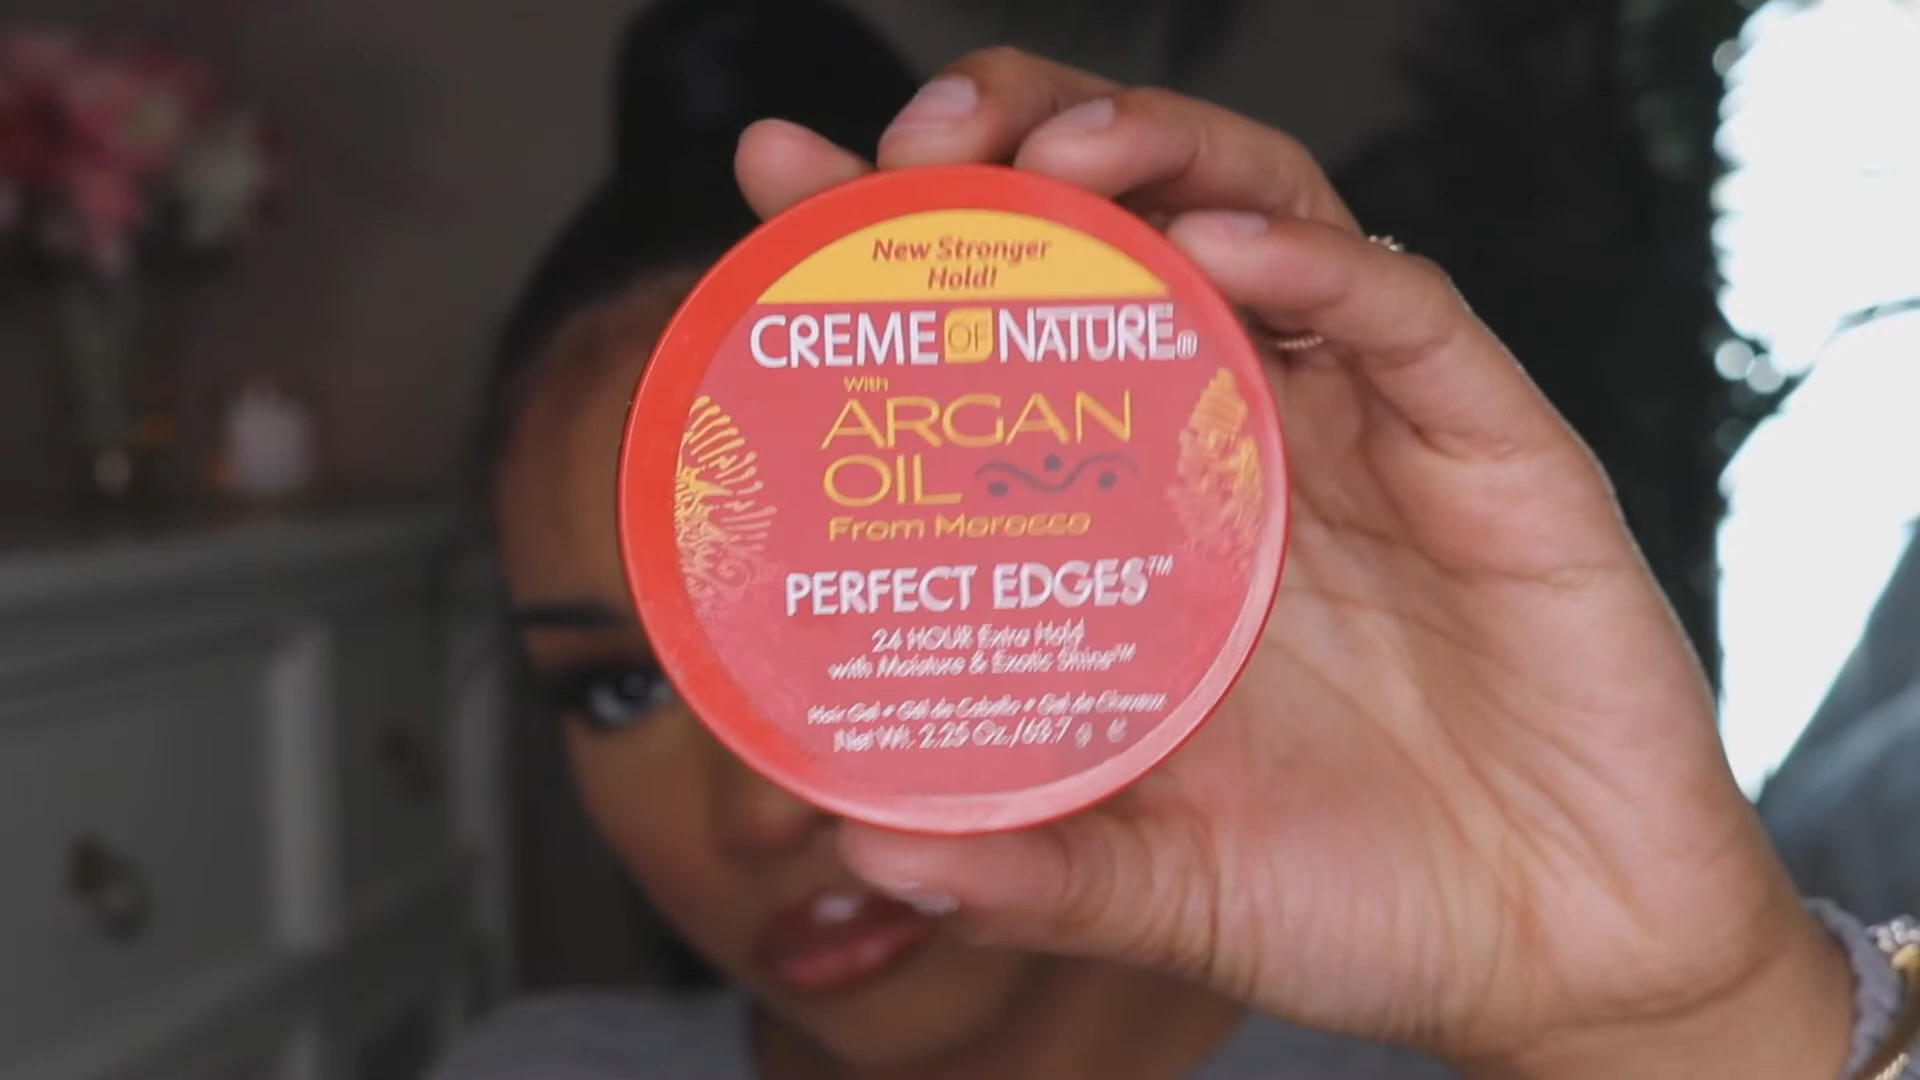 New Stronger
Hold!
CREME OF NATURE®
With
ARGAN
OIL
From Morocco
PERFECT EDGES™
24 HOUR Extra Hold
with Moisture & Exotic Shine™
Hair Gel • Gel de Cabello • Gel de Cheveux
Net Wt. 2.25 Oz./63.7 g e